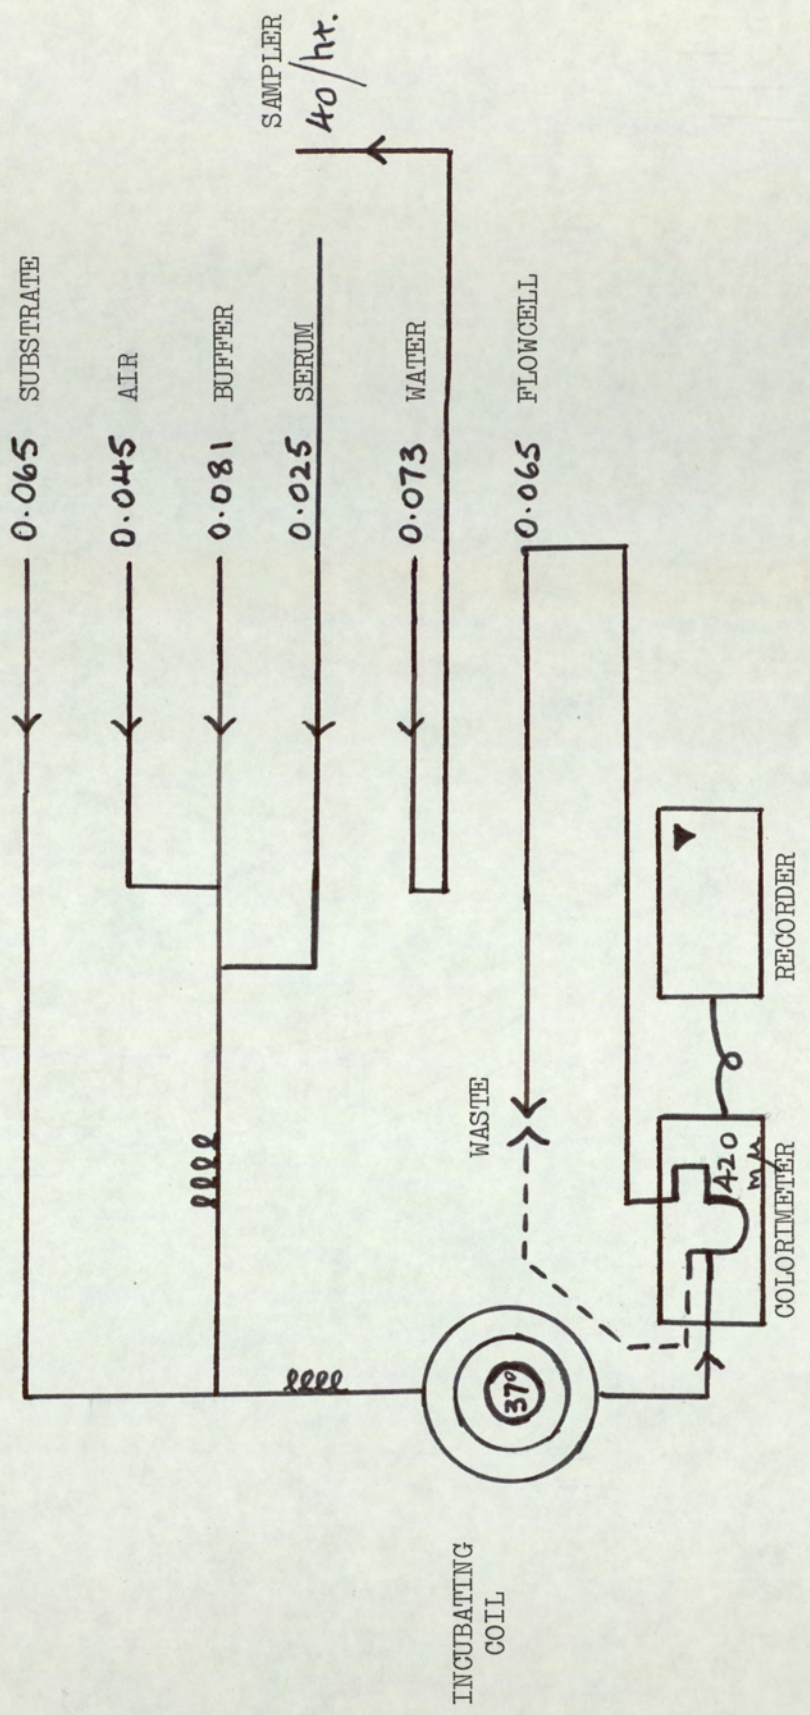 SAMPLER
40/hr.
0.065 SUBSTRATE
0.045 AIR
0.081 BUFFER
0.025 SERUM
0.073 WATER
0.065 FLOWCELL
WASTE
INCUBATING
COIL
37°
420
mμ
COLORIMETER
RECORDER